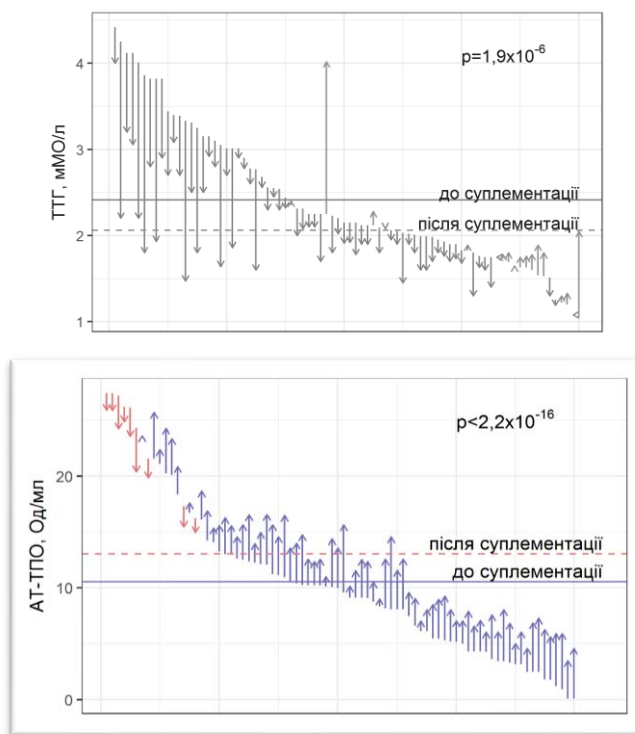 4
p=1,9x10⁻⁶
3
ТТГ, мМО/л
до суплементації
після суплементації
2
1
p<2,2x10⁻¹⁶
20
АТ-ТПО, Од/мл
після суплементації
10
до суплементації
0